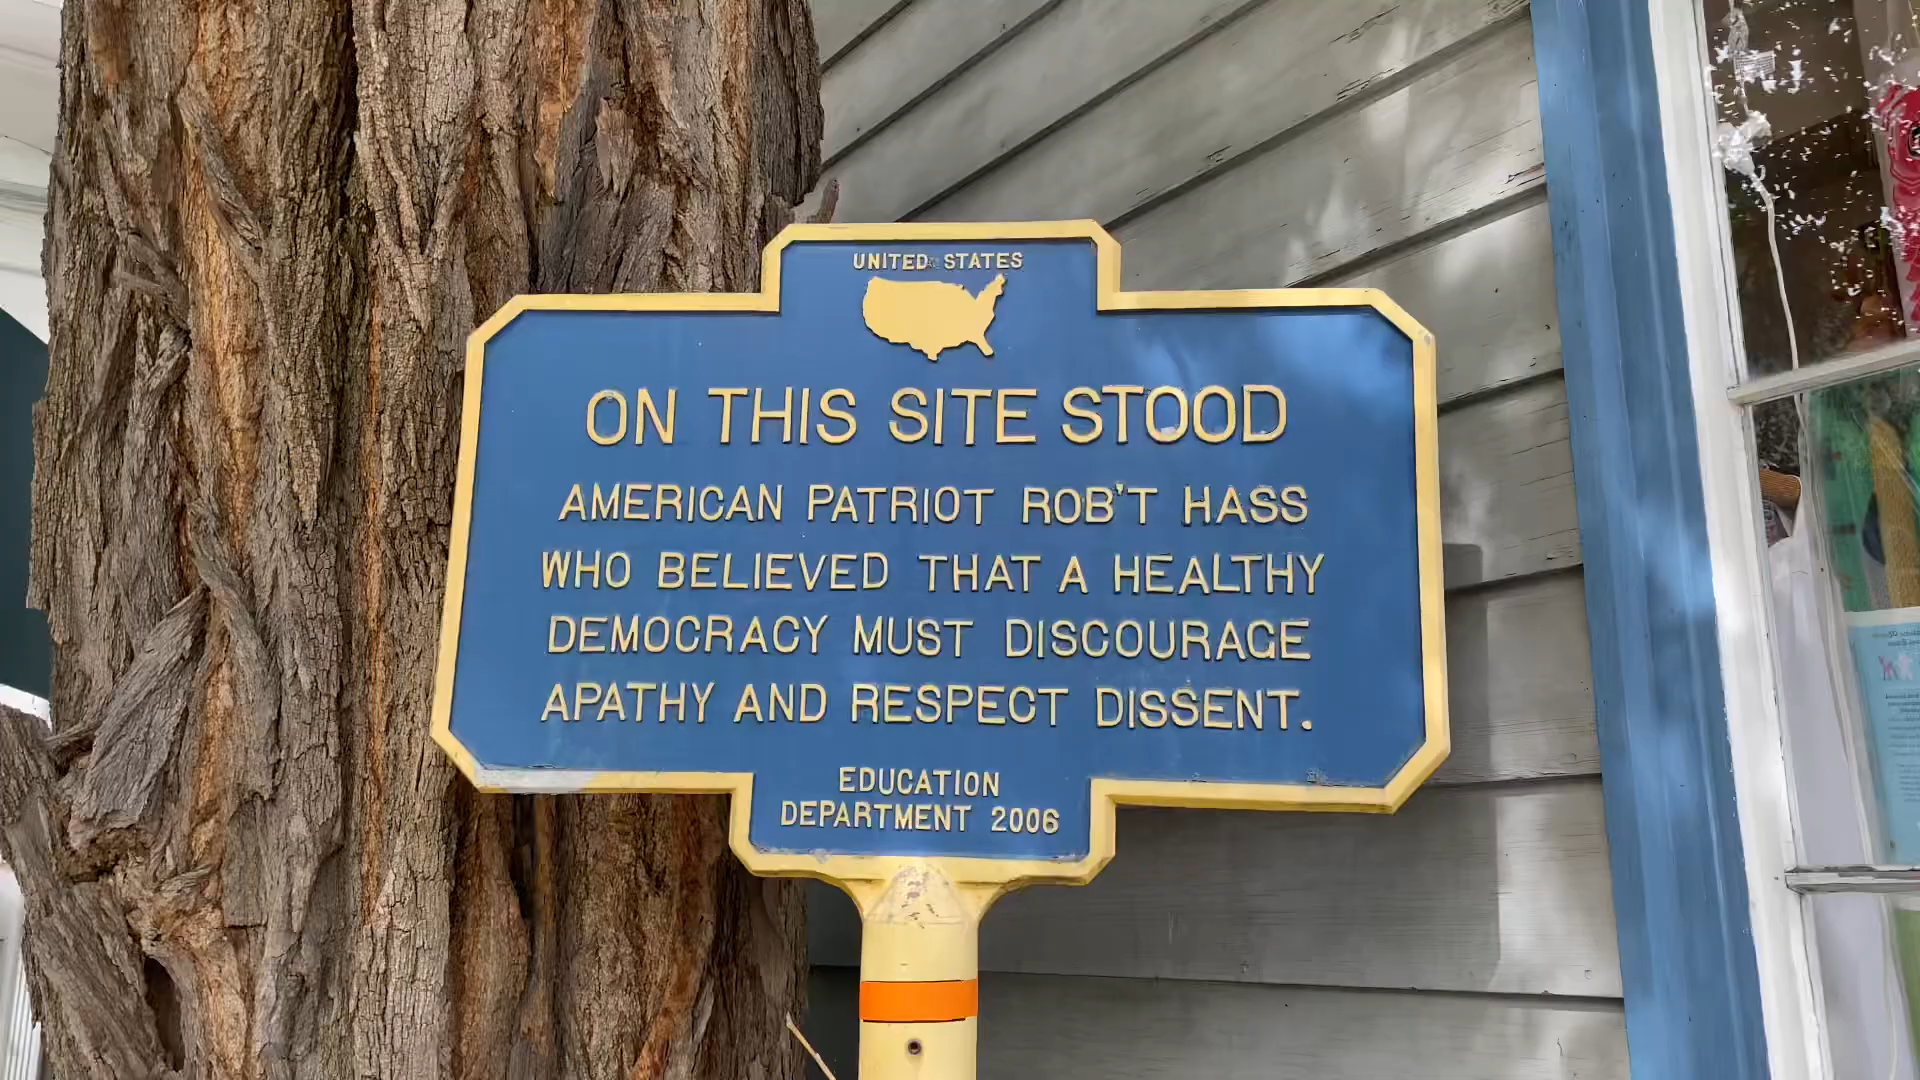 UNITED STATES
ON THIS SITE STOOD
AMERICAN PATRIOT ROB'T HASS
WHO BELIEVED THAT A HEALTHY
DEMOCRACY MUST DISCOURAGE
APATHY AND RESPECT DISSENT.
EDUCATION
DEPARTMENT 2006